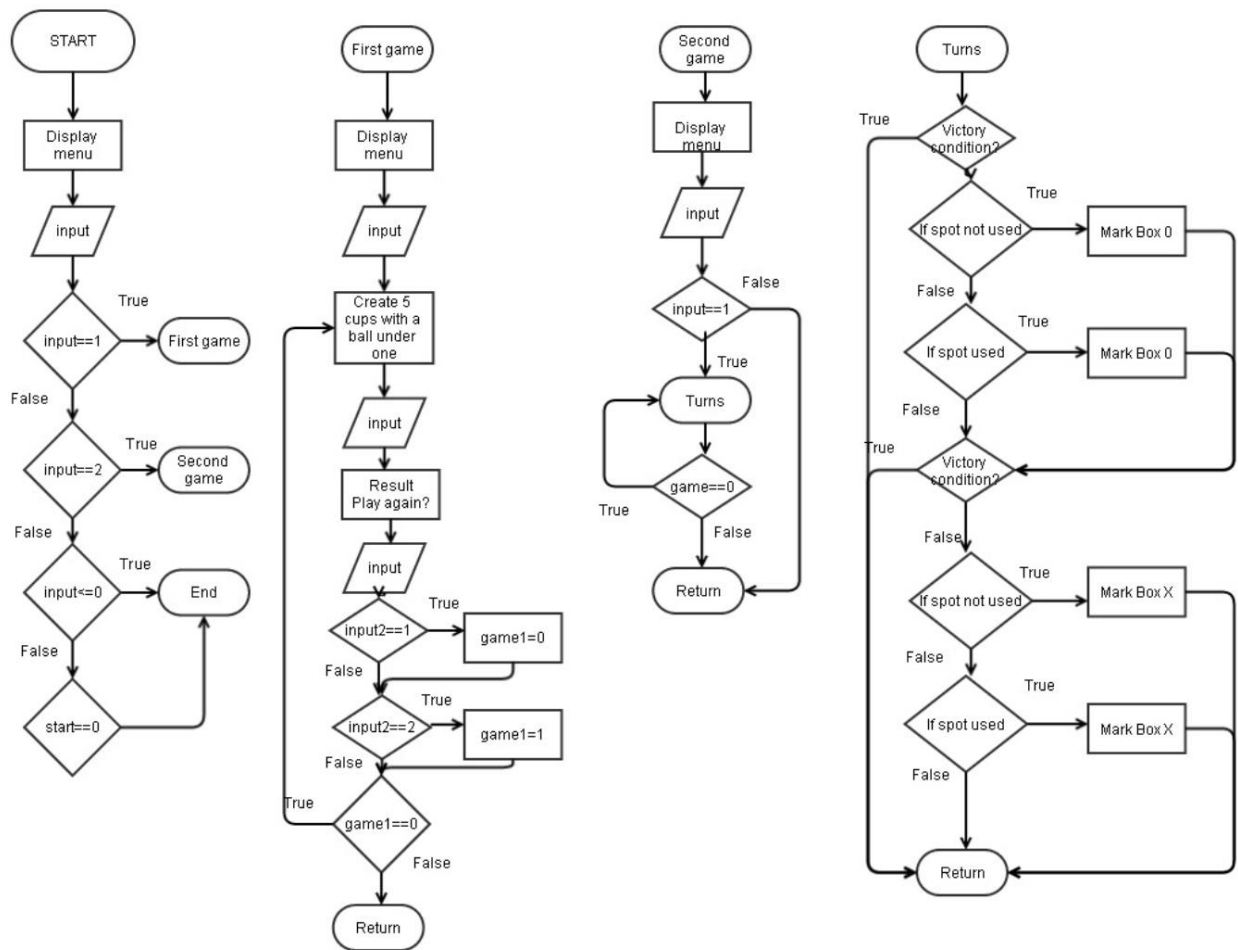 START
Display
menu
input
True
input==1
First game
False
True
input==2
Second
game
False
True
input<=0
End
False
start==0
First game
Display
menu
input
Create 5
cups with a
ball under
one
input
Result
Play again?
input
True
input2==1
game1=0
False
True
input2==2
game1=1
False
True
game1==0
False
Return
Second
game
Display
menu
input
False
input==1
True
Turns
game==0
True
False
Return
Turns
True
Victory
condition?
True
If spot not used
Mark Box 0
False
True
If spot used
Mark Box 0
False
True
Victory
condition?
False
True
If spot not used
Mark Box X
False
True
If spot used
Mark Box X
False
Return